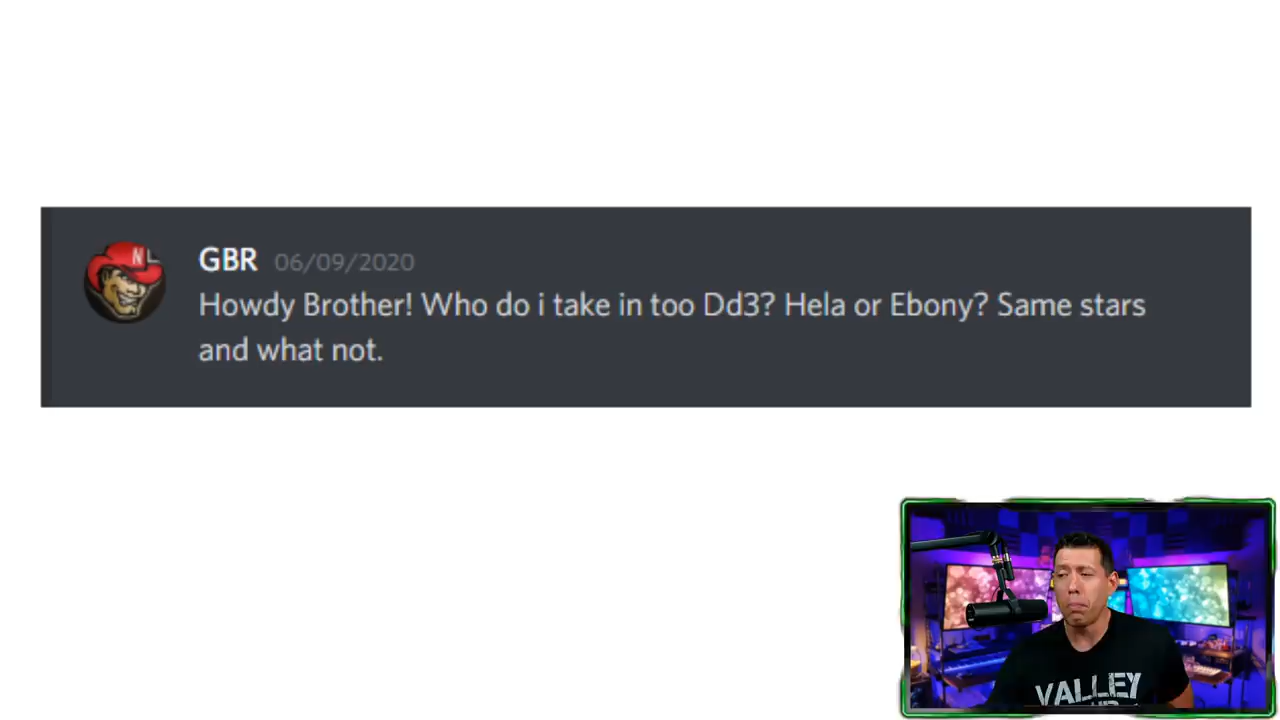 GBR 06/09/2020
Howdy Brother! Who do i take in too Dd3? Hela or Ebony? Same stars
and what not.
VALLEY